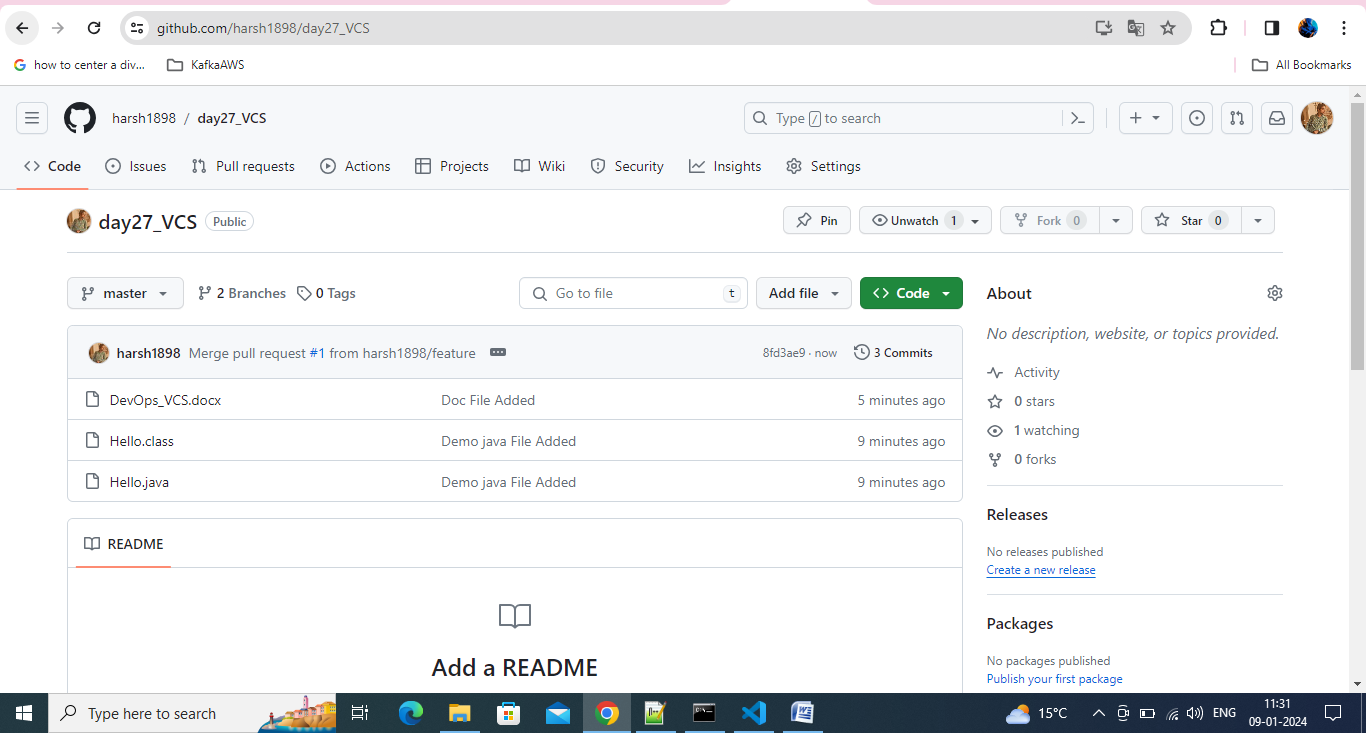 github.com/harsh1898/day27_VCS
how to center a div... KafkaAWS All Bookmarks
harsh1898 / day27_VCS Type / to search
Code Issues Pull requests Actions Projects Wiki Security Insights Settings
day27_VCS Public Pin Unwatch 1 Fork 0 Star 0
master 2 Branches 0 Tags Go to file t Add file Code
About
No description, website, or topics provided.
harsh1898 Merge pull request #1 from harsh1898/feature 8fd3ae9 · now 3 Commits
DevOps_VCS.docx Doc File Added 5 minutes ago
Hello.class Demo java File Added 9 minutes ago
Hello.java Demo java File Added 9 minutes ago
Activity
0 stars
1 watching
0 forks
Releases
No releases published
Create a new release
Packages
No packages published
Publish your first package
README
Add a README
Type here to search 15°C ENG 11:31
09-01-2024